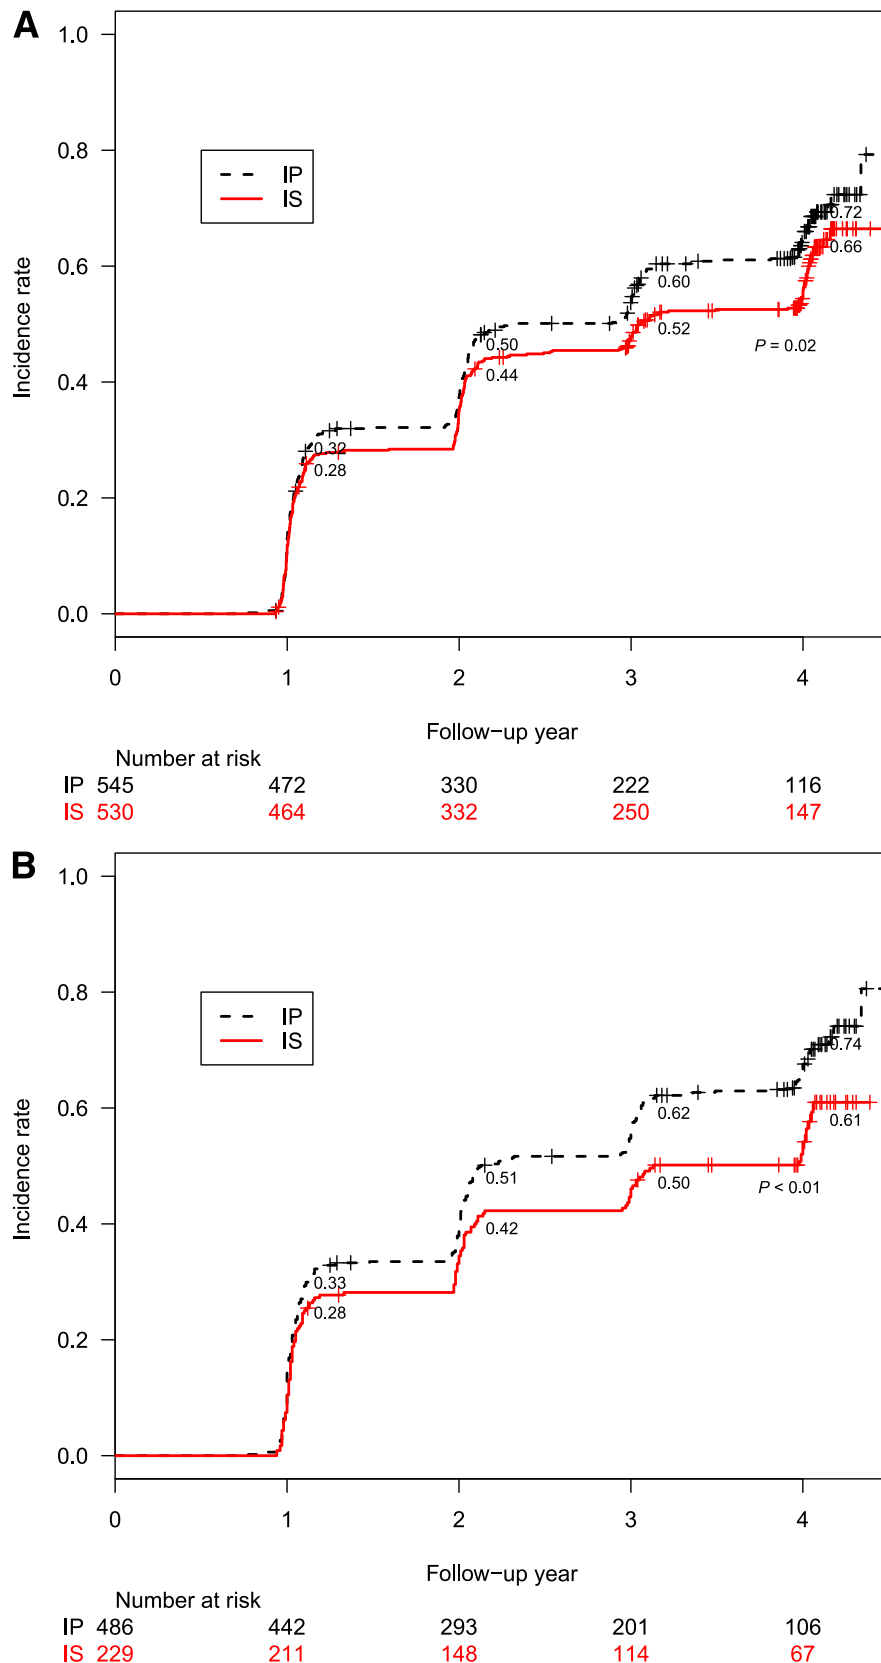 A
1.0
0.8
0.6
0.4
0.2
0.0
Incidence rate
IP
IS
0.32
0.28
0.50
0.44
0.60
0.52
0.72
0.66
P = 0.02
0 1 2 3 4
Follow-up year
Number at risk
IP 545 472 330 222 116
IS 530 464 332 250 147
B
1.0
0.8
0.6
0.4
0.2
0.0
Incidence rate
IP
IS
0.33
0.28
0.51
0.42
0.62
0.50
0.74
0.61
P < 0.01
0 1 2 3 4
Follow-up year
Number at risk
IP 486 442 293 201 106
IS 229 211 148 114 67